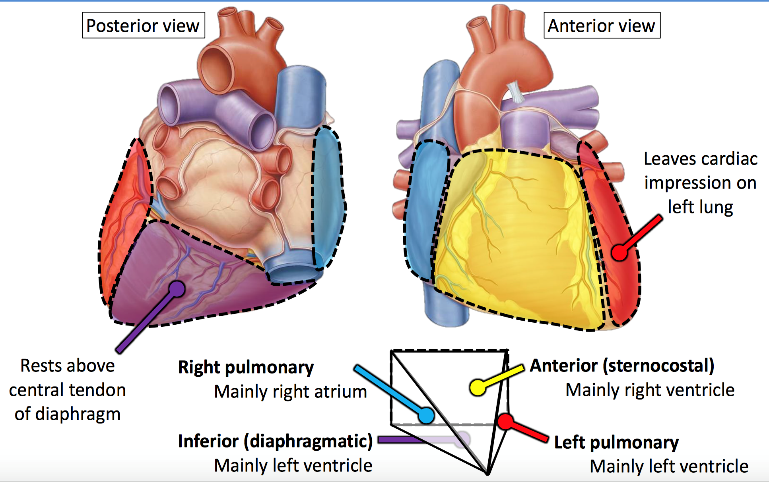 Posterior view
Anterior view
Leaves cardiac
impression on
left lung
Rests above
central tendon
of diaphragm
Right pulmonary
Mainly right atrium
Anterior (sternocostal)
Mainly right ventricle
Inferior (diaphragmatic)
Mainly left ventricle
Left pulmonary
Mainly left ventricle